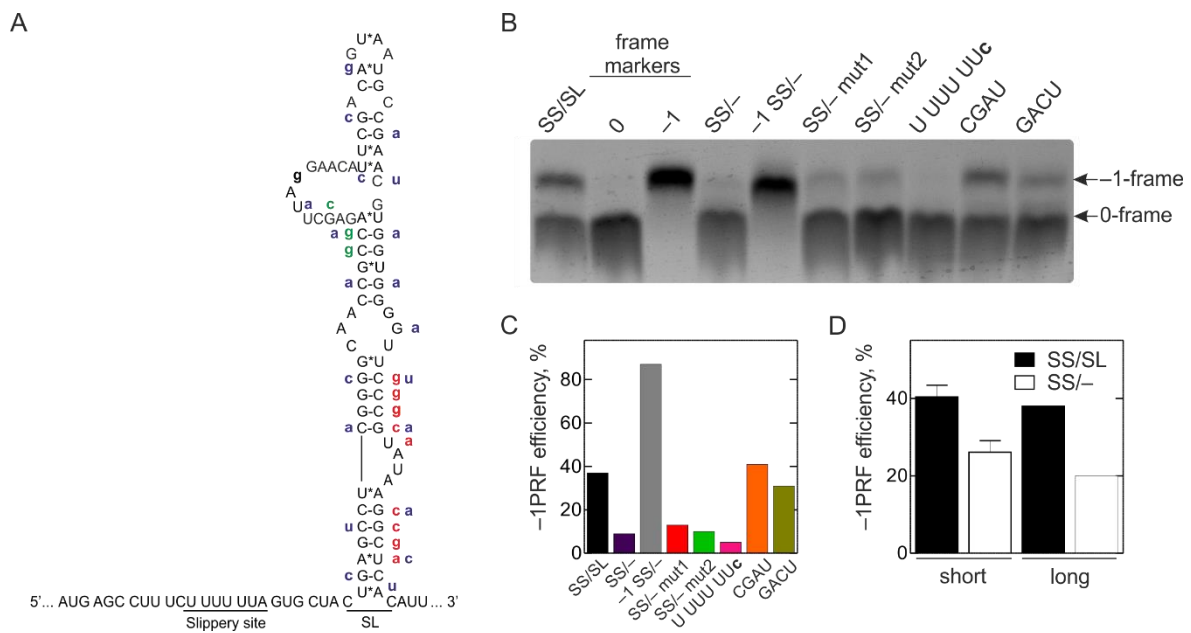 A
U*A
G A
g A*U
C-G
A C
c
a
U*A
GAACAU*A
g
c C u
A
a c
U G
UCGAGA*U
a g C-G a
g C-G
G*U
a C-G a
A G
A G a
C U
G*U
c G-C g u
G-C g
G-C g
a C-G c a
U a
A
U
A
U*A
C-G c a
u C-G c
G-C g
A*U a c
c G-C
U*A u
5'... AUG AGC CUU UCUUUU UUA GUG CUAC CAUU ... 3'
Slippery site
SL
B
frame
markers
SS/SL
0
–1
SS/–
–1 SS/–
SS/– mut1
SS/– mut2
U UUU UUc
CGAU
GACU
–1-frame
0-frame
C
–1PRF efficiency, %
80
60
40
20
0
SS/SL
SS/–
–1 SS/–
SS/– mut1
SS/– mut2
U UUU UUc
CGAU
GACU
D
–1PRF efficiency, %
40
20
0
SS/SL
SS/–
short
long